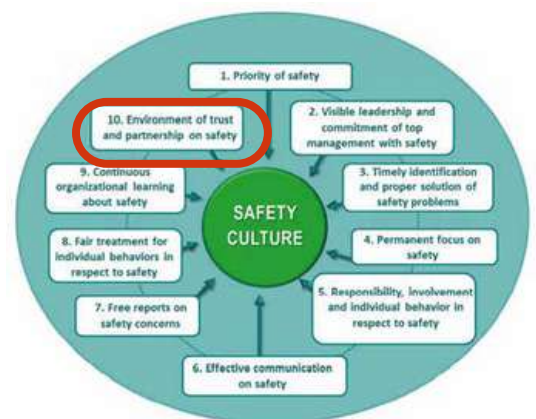 1. Priority of safety
2. Visible leadership and
commitment of top
management with safety
3. Timely identification
and proper solution of
safety problems
4. Permanent focus on
safety
5. Responsibility, involvement
and individual behavior in
respect to safety
6. Effective communication
on safety
7. Free reports on
safety concerns
8. Fair treatment for
individual behaviors in
respect to safety
9. Continuous
organizational learning
about safety
10. Environment of trust
and partnership on safety
SAFETY
CULTURE